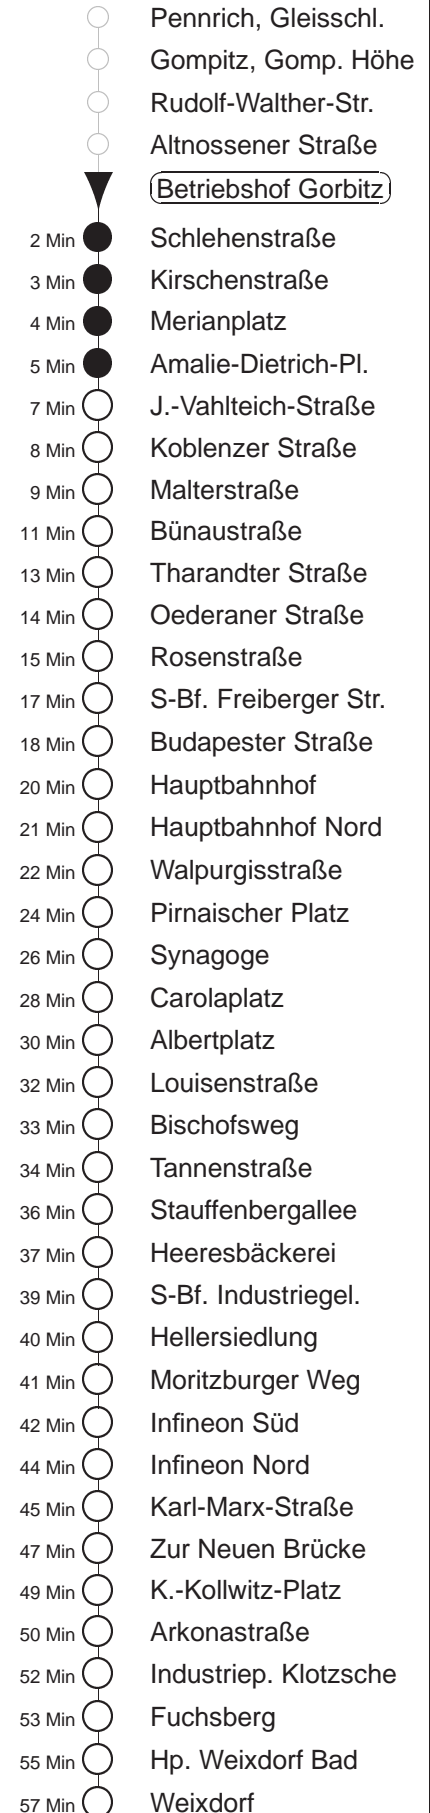 Pennrich, Gleisschl.
Gompitz, Gomp. Höhe
Rudolf-Walther-Str.
Altnossener Straße
Betriebshof Gorbitz
2 Min Schlehenstraße
3 Min Kirschenstraße
4 Min Merianplatz
5 Min Amalie-Dietrich-Pl.
7 Min J.-Vahlteich-Straße
8 Min Koblenzer Straße
9 Min Malterstraße
11 Min Bünaustraße
13 Min Tharandter Straße
14 Min Oederaner Straße
15 Min Rosenstraße
17 Min S-Bf. Freiberger Str.
18 Min Budapester Straße
20 Min Hauptbahnhof
21 Min Hauptbahnhof Nord
22 Min Walpurgisstraße
24 Min Pirnaischer Platz
26 Min Synagoge
28 Min Carolaplatz
30 Min Albertplatz
32 Min Louisenstraße
33 Min Bischofsweg
34 Min Tannenstraße
36 Min Stauffenbergallee
37 Min Heeresbäckerei
39 Min S-Bf. Industriegel.
40 Min Hellersiedlung
41 Min Moritzburger Weg
42 Min Infineon Süd
44 Min Infineon Nord
45 Min Karl-Marx-Straße
47 Min Zur Neuen Brücke
49 Min K.-Kollwitz-Platz
50 Min Arkonastraße
52 Min Industriep. Klotzsche
53 Min Fuchsberg
55 Min Hp. Weixdorf Bad
57 Min Weixdorf